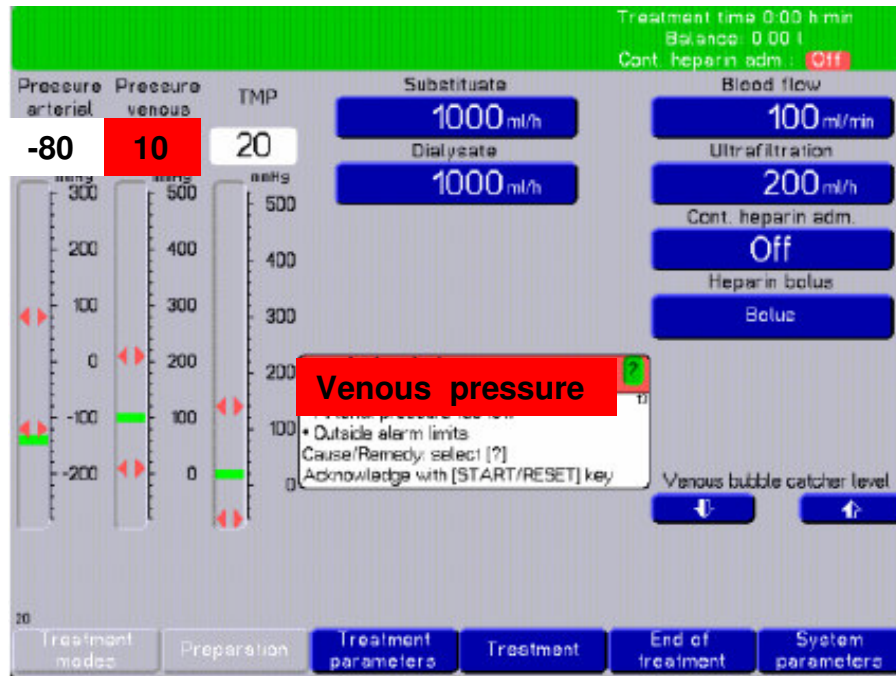 Treatment time 0:00 h:min
Balance: 0.00 l
Cont. heparin adm.: Off
Pressure arterial
Pressure venous
TMP
-80
10
20
mmHg
mmHg
mmHg
300
200
100
0
-100
-200
500
400
300
200
100
0
500
400
300
200
100
0
Substituate
1000 ml/h
Dialysate
1000 ml/h
Blood flow
100 ml/min
Ultrafiltration
200 ml/h
Cont. heparin adm.
Off
Heparin bolus
Bolus
Venous pressure
?
• Outside alarm limits
Cause/Remedy: select [?]
Acknowledge with [START/RESET] key
Venous bubble catcher level
20
Treatment modes
Preparation
Treatment parameters
Treatment
End of treatment
System parameters